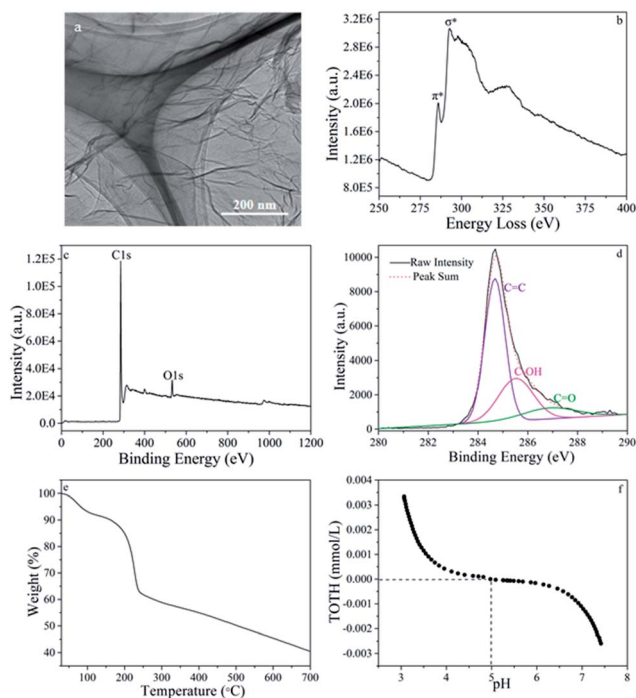 a
200 nm
b
σ*
π*
3.2E6
2.8E6
2.4E6
2.0E6
1.6E6
1.2E6
8.0E5
Intensity (a.u.)
250 300 350 400
Energy Loss (eV)
c
C1s
O1s
1.2E5
1.0E5
8.0E4
6.0E4
4.0E4
2.0E4
0.0
Intensity (a.u.)
0 200 400 600 800 1000 1200
Binding Energy (eV)
d
Raw Intensity
Peak Sum
C=C
C-OH
C=O
10000
8000
6000
4000
2000
0
Intensity (a.u.)
280 282 284 286 288 290
Binding Energy (eV)
e
100
90
80
70
60
50
40
Weight (%)
100 200 300 400 500 600 700
Temperature (°C)
f
0.004
0.003
0.002
0.001
0.000
-0.001
-0.002
-0.003
TOTH (mmol/L)
3 4 5 6 7 8
pH